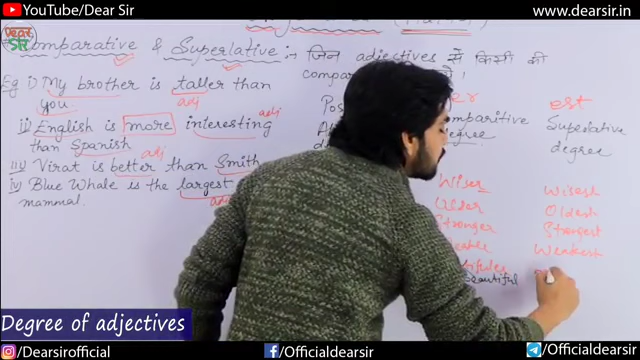 YouTube/Dear Sir
www.dearsir.in
Dear
SIR
Comparative & Superlative :- जिन adjectives से किसी की
Eg i) My brother is taller than
adj
you.
ii) English is more interesting
adj
than Spanish
adj
iii) Virat is better than Smith
iv) Blue Whale is the largest
mammal.
er
est
comparitive
degree
Superlative
degree
Wiser
Wisest
Older
Oldest
Stronger
Strongest
Weakest
beautiful
Degree of adjectives
/Dearsirofficial
/Officialdearsir
/Officialdearsir